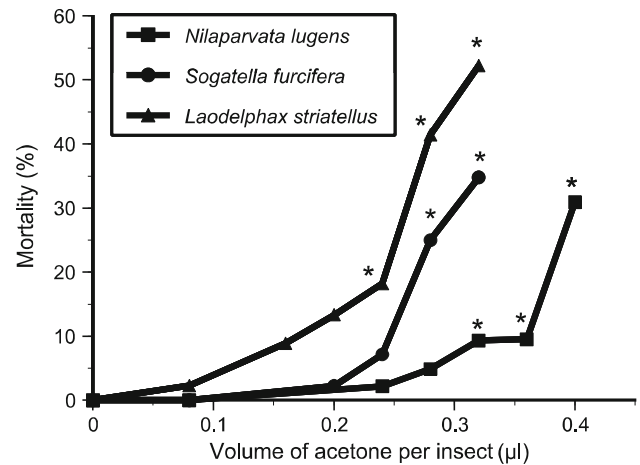 60
50
40
30
20
10
0
Mortality (%)
Nilaparvata lugens
Sogatella furcifera
Laodelphax striatellus
*
*
*
*
*
*
*
*
0 0.1 0.2 0.3 0.4
Volume of acetone per insect (µl)